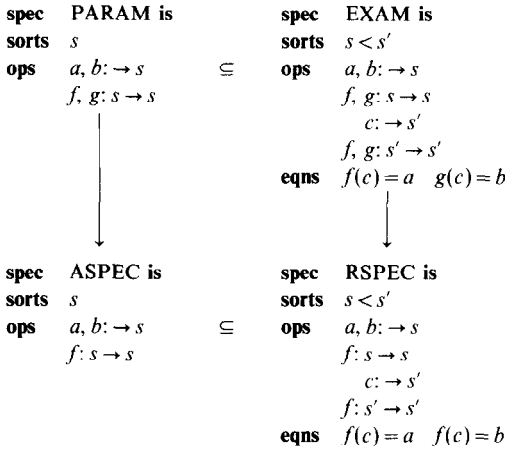 spec PARAM is
sorts s
ops a, b: → s
f, g: s → s
⊆
spec EXAM is
sorts s < s′
ops a, b: → s
f, g: s → s
c: → s′
f, g: s′ → s′
eqns f(c) = a g(c) = b
spec ASPEC is
sorts s
ops a, b: → s
f: s → s
⊆
spec RSPEC is
sorts s < s′
ops a, b: → s
f: s → s
c: → s′
f: s′ → s′
eqns f(c) = a f(c) = b